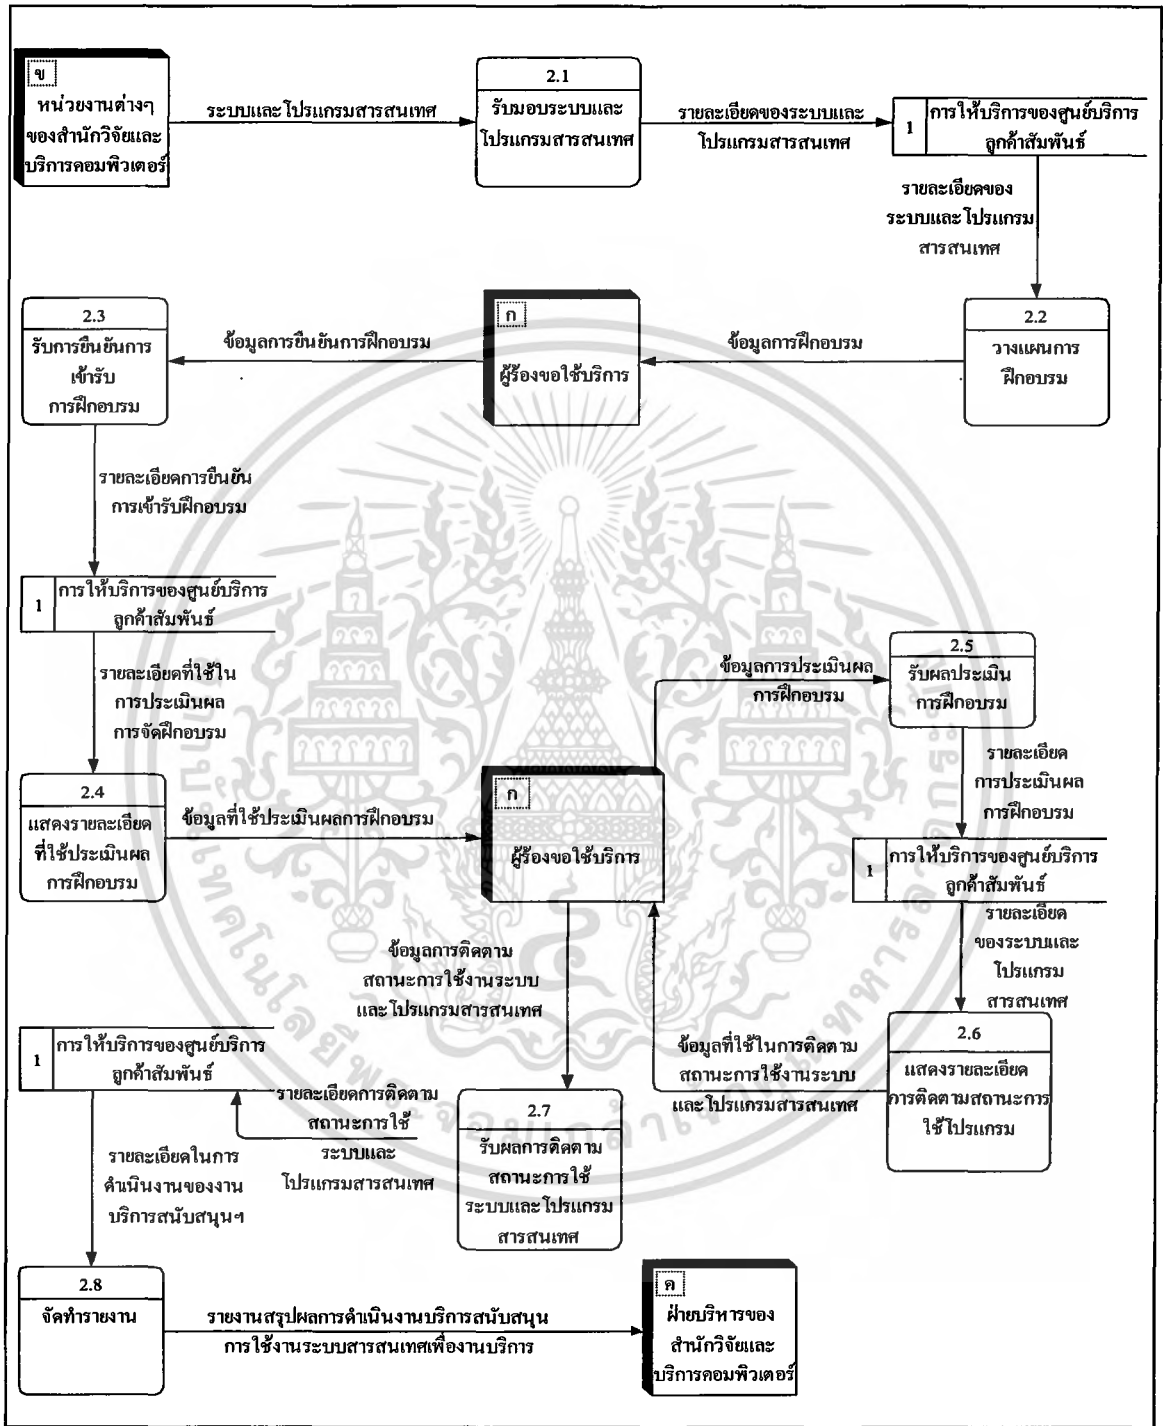 ข
หน่วยงานต่างๆ
ของสำนักวิจัยและ
บริการคอมพิวเตอร์
ระบบและโปรแกรมสารสนเทศ
2.1
รับมอบระบบและ
โปรแกรมสารสนเทศ
รายละเอียดของระบบและ
โปรแกรมสารสนเทศ
1
การให้บริการของศูนย์บริการ
ลูกค้าสัมพันธ์
รายละเอียดของ
ระบบและโปรแกรม
สารสนเทศ
2.2
วางแผนการ
ฝึกอบรม
ข้อมูลการฝึกอบรม
ก
ผู้ร้องขอใช้บริการ
ข้อมูลการยืนยันการฝึกอบรม
2.3
รับการยืนยันการ
เข้ารับ
การฝึกอบรม
รายละเอียดการยืนยัน
การเข้ารับฝึกอบรม
1
การให้บริการของศูนย์บริการ
ลูกค้าสัมพันธ์
รายละเอียดที่ใช้ใน
การประเมินผล
การจัดฝึกอบรม
2.4
แสดงรายละเอียด
ที่ใช้ประเมินผล
การฝึกอบรม
ข้อมูลที่ใช้ประเมินผลการฝึกอบรม
ก
ผู้ร้องขอใช้บริการ
ข้อมูลการประเมินผล
การฝึกอบรม
2.5
รับผลประเมิน
การฝึกอบรม
รายละเอียด
การประเมินผล
การฝึกอบรม
1
การให้บริการของศูนย์บริการ
ลูกค้าสัมพันธ์
รายละเอียด
ของระบบและ
โปรแกรม
สารสนเทศ
2.6
แสดงรายละเอียด
การติดตามสถานะการ
ใช้โปรแกรม
ข้อมูลที่ใช้ในการติดตาม
สถานะการใช้งานระบบ
และโปรแกรมสารสนเทศ
ข้อมูลการติดตาม
สถานะการใช้งานระบบ
และโปรแกรมสารสนเทศ
2.7
รับผลการติดตาม
สถานะการใช้
ระบบและโปรแกรม
สารสนเทศ
รายละเอียดการติดตาม
สถานะการใช้
ระบบและ
โปรแกรมสารสนเทศ
1
การให้บริการของศูนย์บริการ
ลูกค้าสัมพันธ์
รายละเอียดในการ
ดำเนินงานของงาน
บริการสนับสนุนฯ
2.8
จัดทำรายงาน
รายงานสรุปผลการดำเนินงานบริการสนับสนุน
การใช้งานระบบสารสนเทศเพื่องานบริการ
ค
ฝ่ายบริหารของ
สำนักวิจัยและ
บริการคอมพิวเตอร์